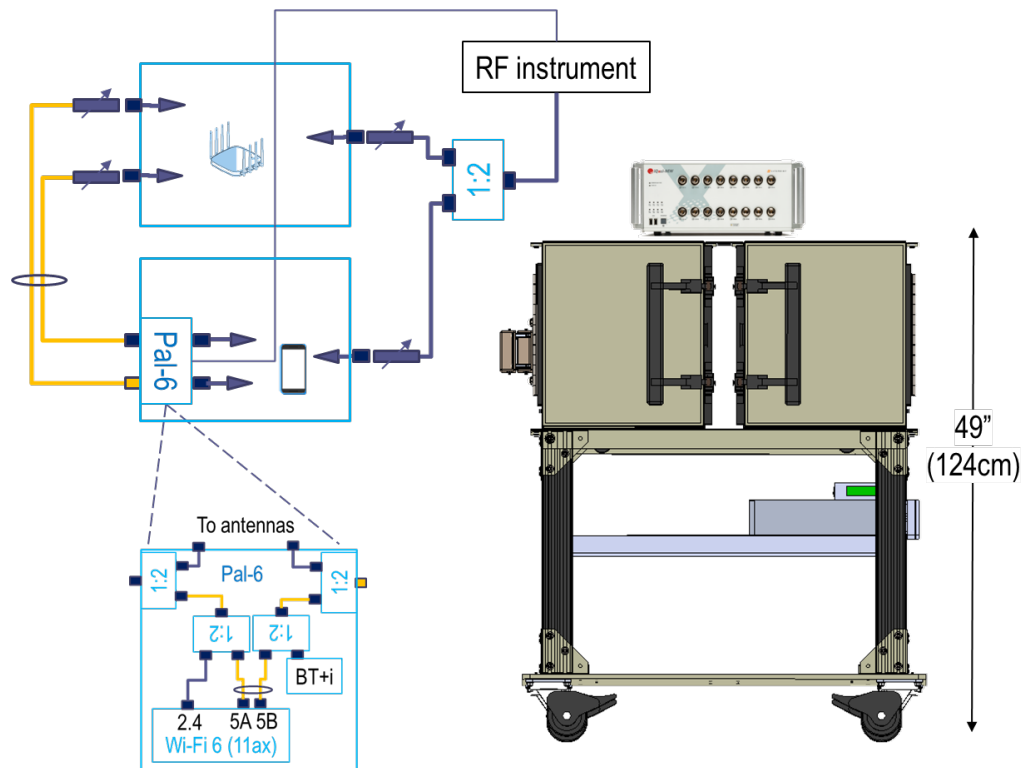 RF instrument
1:2
Pal-6
49”
(124cm)
To antennas
1:2
Pal-6
1:2
1:2
1:2
BT+i
2.4
5A 5B
Wi-Fi 6 (11ax)